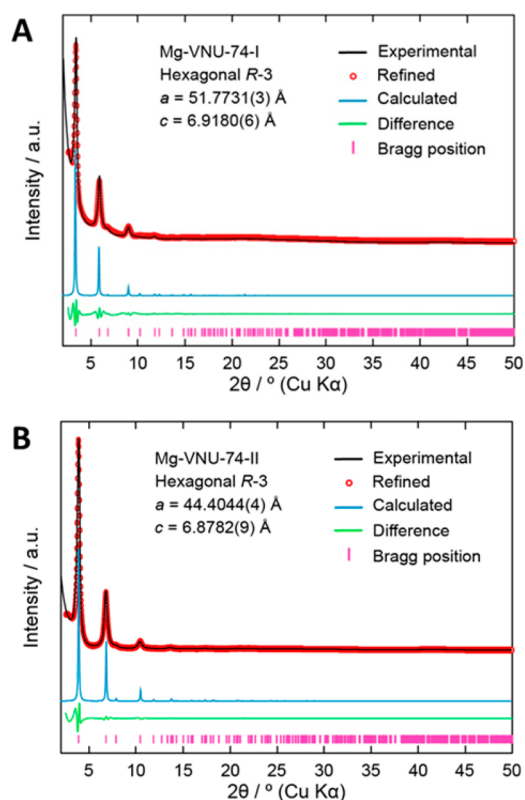 A
Mg-VNU-74-I
Hexagonal R-3
a = 51.7731(3) Å
c = 6.9180(6) Å
Experimental
Refined
Calculated
Difference
Bragg position
Intensity / a.u.
5 10 15 20 25 30 35 40 45 50
2θ / º (Cu Kα)
B
Mg-VNU-74-II
Hexagonal R-3
a = 44.4044(4) Å
c = 6.8782(9) Å
Experimental
Refined
Calculated
Difference
Bragg position
Intensity / a.u.
5 10 15 20 25 30 35 40 45 50
2θ / º (Cu Kα)